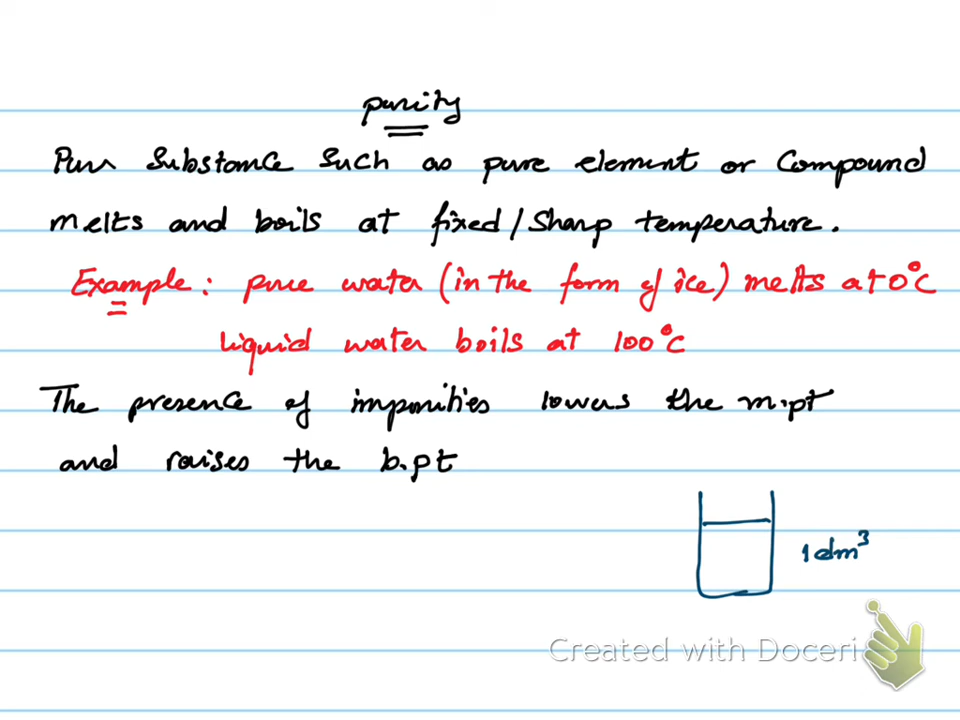 purity
Pure substance such as pure element or compound
melts and boils at fixed/sharp temperature.
Example: pure water (in the form of ice) melts at 0°C
liquid water boils at 100°C
The presence of impurities lowers the m.pt
and raises the b.pt
1dm³
Created with Doceri